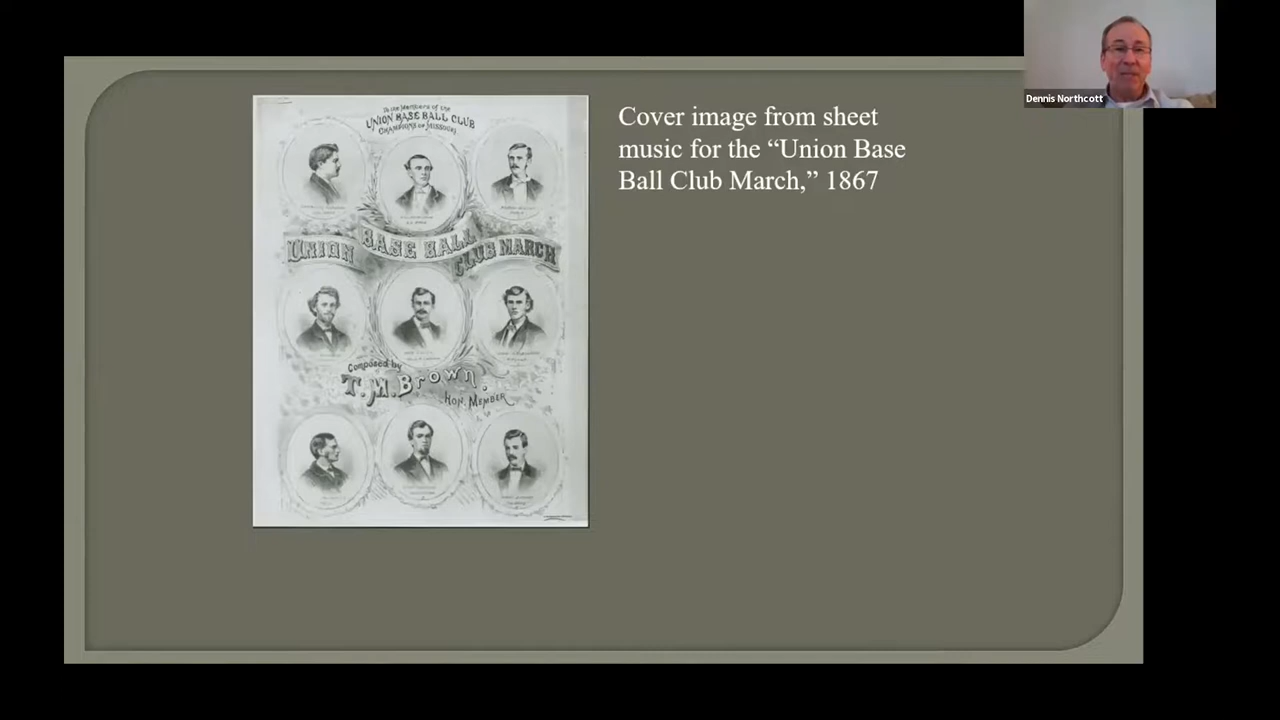 To the Members of the
UNION BASE BALL CLUB
CHAMPIONS OF MISSOURI.
UNION BASE BALL CLUB MARCH
Composed by
T. M. Brown.
HON. MEMBER
Cover image from sheet
music for the “Union Base
Ball Club March,” 1867
Dennis Northcott